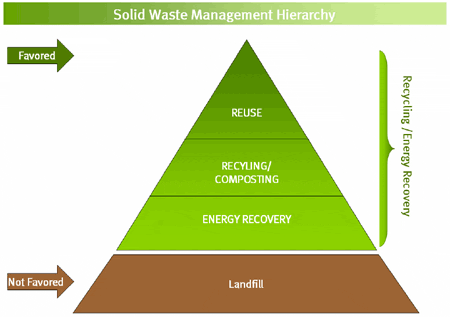 Solid Waste Management Hierarchy
Favored
REUSE
RECYLING/
COMPOSTING
ENERGY RECOVERY
Recycling / Energy Recovery
Not Favored
Landfill